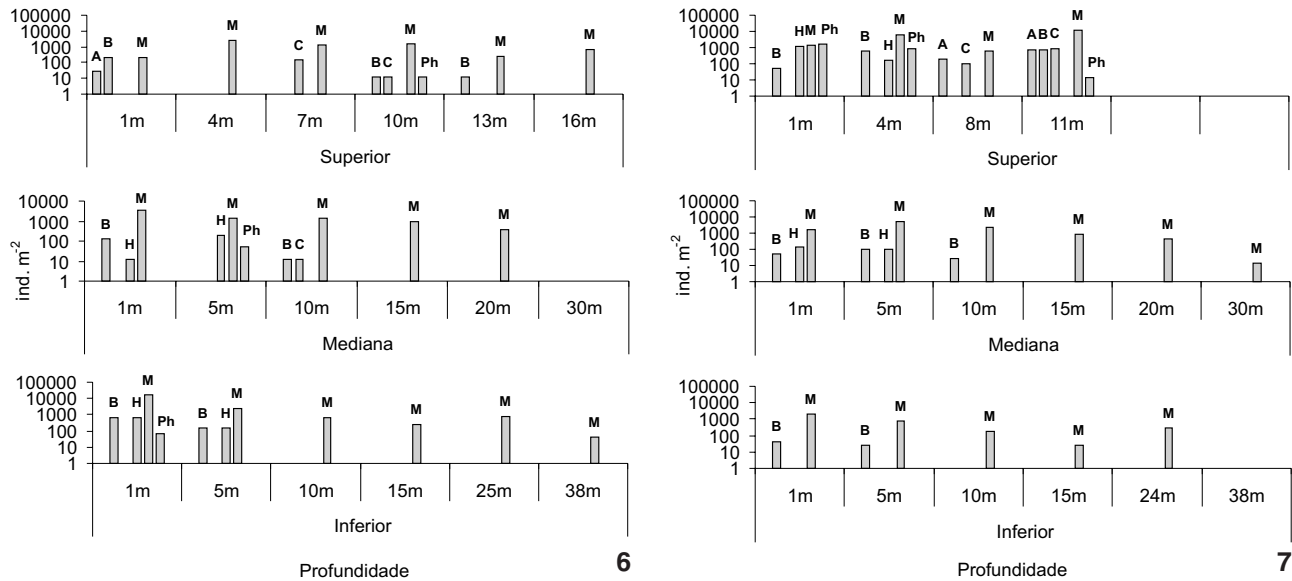 100000
10000
1000
100
10
1
A B M M C M B C M Ph B M M
1m 4m 7m 10m 13m 16m
Superior
ind. m-2
100000
10000
1000
100
10
1
B H M H M Ph B C M M M
1m 5m 10m 15m 20m 30m
Mediana
100000
10000
1000
100
10
1
B H M Ph B H M M M M M
1m 5m 10m 15m 25m 38m
Inferior
Profundidade
6
100000
10000
1000
100
10
1
B H M Ph B H M Ph A C M A B C M Ph
1m 4m 8m 11m
Superior
ind. m-2
100000
10000
1000
100
10
1
B H M B H M B M M M M
1m 5m 10m 15m 20m 30m
Mediana
100000
10000
1000
100
10
1
B M B M M M M
1m 5m 10m 15m 24m 38m
Inferior
Profundidade
7